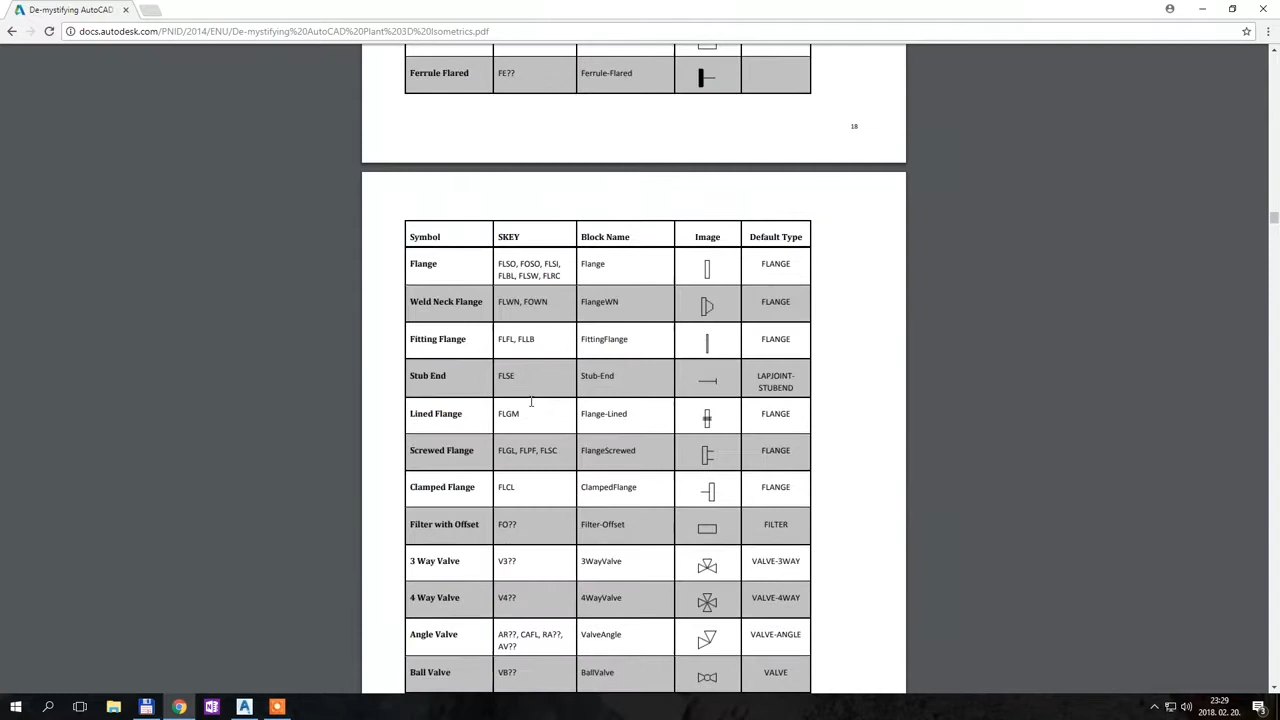 De-mystifying AutoCAD
docs.autodesk.com/PNID/2014/ENU/De-mystifying%20AutoCAD%20Plant%203D%20Isometrics.pdf
Ferrule Flared FE?? Ferrule-Flared
18
Symbol SKEY Block Name Image Default Type
Flange FLSO, FOSO, FLSI, Flange FLANGE
FLBL, FLSW, FLRC
Weld Neck Flange FLWN, FOWN FlangeWN FLANGE
Fitting Flange FLFL, FLLB FittingFlange FLANGE
Stub End FLSE Stub-End LAPJOINT-
STUBEND
Lined Flange FLGM Flange-Lined FLANGE
Screwed Flange FLGL, FLPF, FLSC FlangeScrewed FLANGE
Clamped Flange FLCL ClampedFlange FLANGE
Filter with Offset FO?? Filter-Offset FILTER
3 Way Valve V3?? 3WayValve VALVE-3WAY
4 Way Valve V4?? 4WayValve VALVE-4WAY
Angle Valve AR??, CAFL, RA??, ValveAngle VALVE-ANGLE
AV??
Ball Valve VB?? BallValve VALVE
23:29
2018. 02. 20.